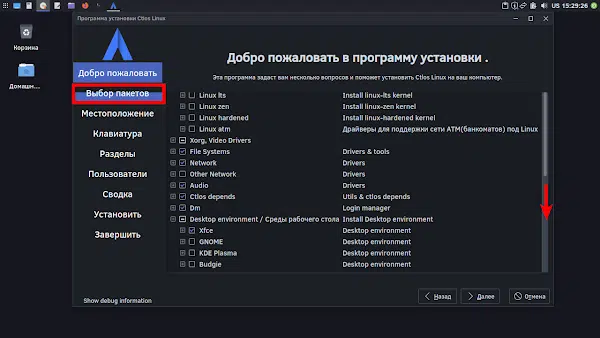 US 15:29:26
Программа установки Ctlos Linux
Корзина
Домашн...
Добро пожаловать
Выбор пакетов
Местоположение
Клавиатура
Разделы
Пользователи
Сводка
Установить
Завершить
Show debug information
Добро пожаловать в программу установки .
Эта программа задаст вам несколько вопросов и поможет установить Ctlos Linux на ваш компьютер.
Linux lts Install linux-lts kernel
Linux zen Install linux-zen kernel
Linux hardened Install linux-hardened kernel
Linux atm Драйверы для поддержки сети ATM(банкоматов) под Linux
Xorg, Video Drivers
File Systems Drivers & tools
Network Drivers
Other Network Drivers
Audio Drivers
Ctlos depends Utils & ctlos depends
Dm Login manager
Desktop environment / Среды рабочего стола Install Desktop environment
Xfce Desktop environment
GNOME Desktop environment
KDE Plasma Desktop environment
Budgie Desktop environment
Назад Далее Отмена